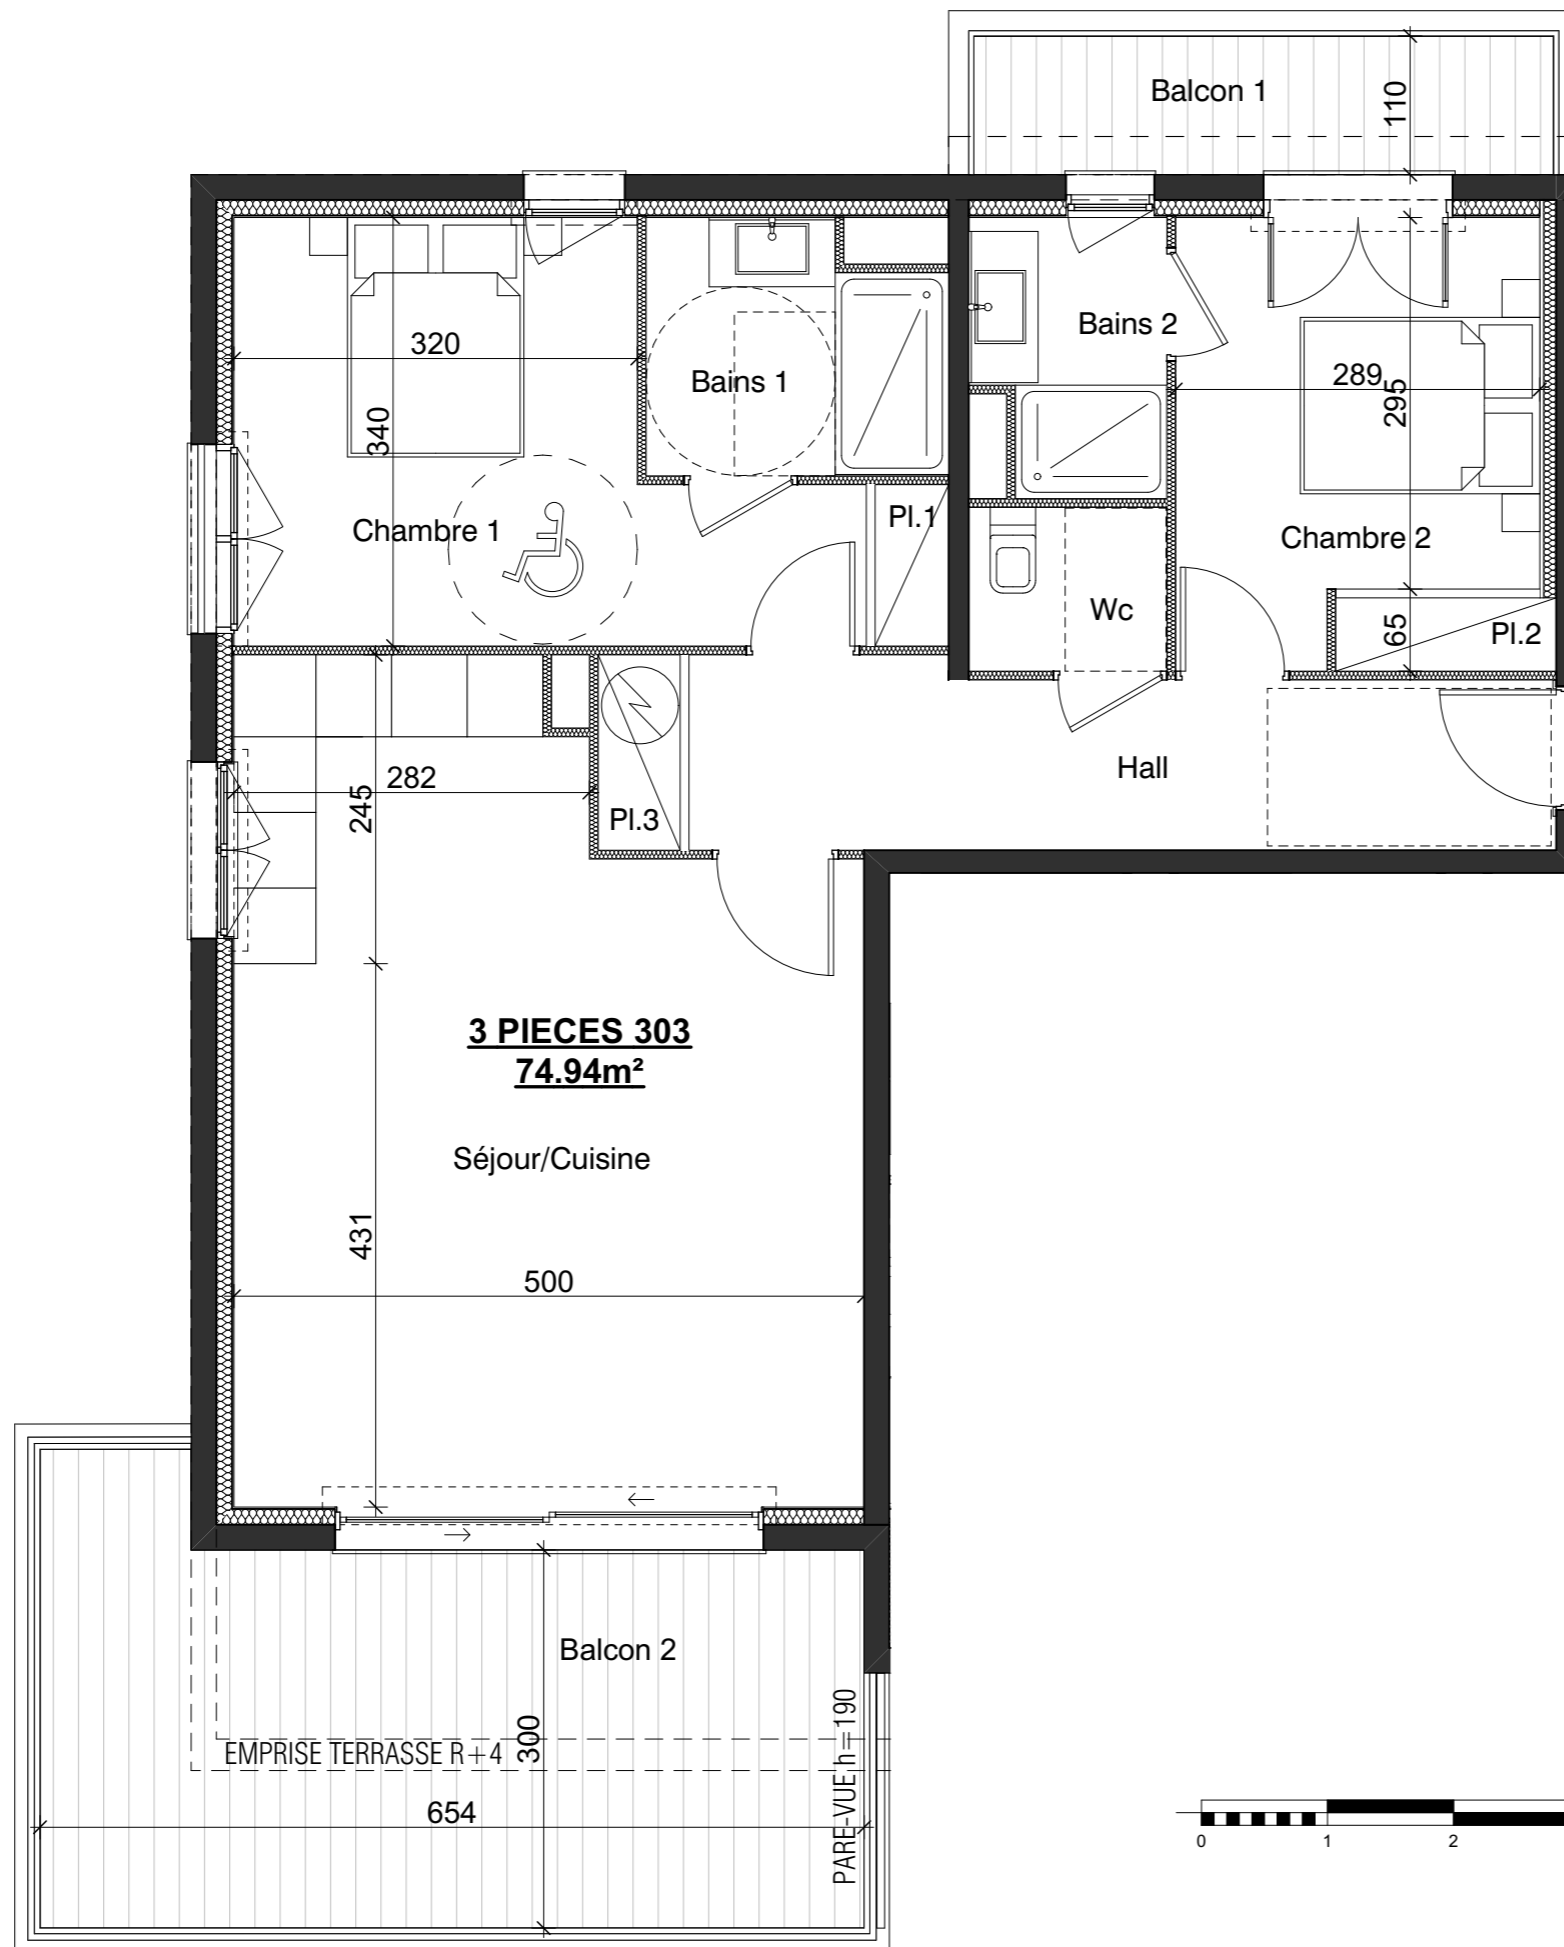 Balcon 1
110
320
340
Bains 1
Bains 2
289
295
Chambre 1
Pl.1
Chambre 2
Wc
65
Pl.2
282
245
Pl.3
Hall
3 PIECES 303
74.94m²
Séjour/Cuisine
431
500
Balcon 2
EMPRISE TERRASSE R+4
300
PARE-VUE h=190
654
0 1 2